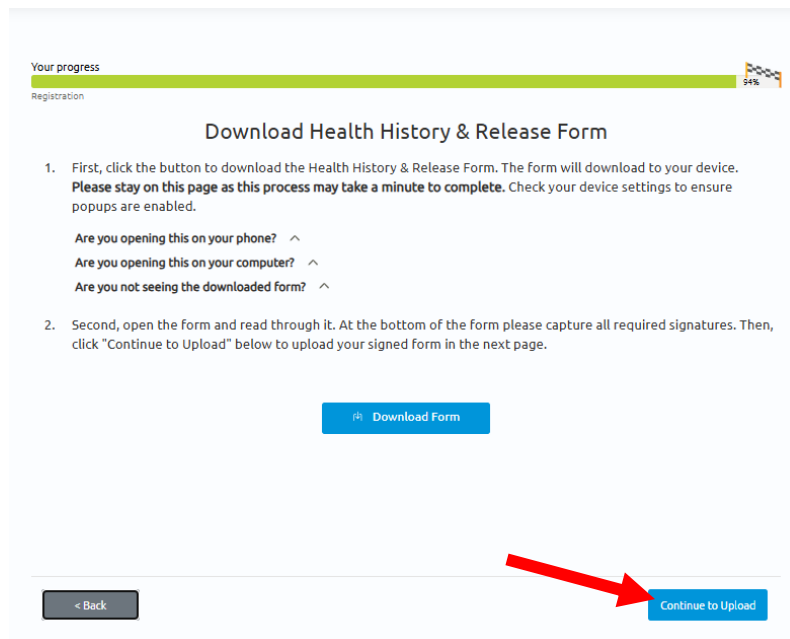 Your progress
94%
Registration
Download Health History & Release Form
1. First, click the button to download the Health History & Release Form. The form will download to your device.
Please stay on this page as this process may take a minute to complete. Check your device settings to ensure
popups are enabled.
Are you opening this on your phone?
Are you opening this on your computer?
Are you not seeing the downloaded form?
2. Second, open the form and read through it. At the bottom of the form please capture all required signatures. Then,
click "Continue to Upload" below to upload your signed form in the next page.
Download Form
< Back
Continue to Upload